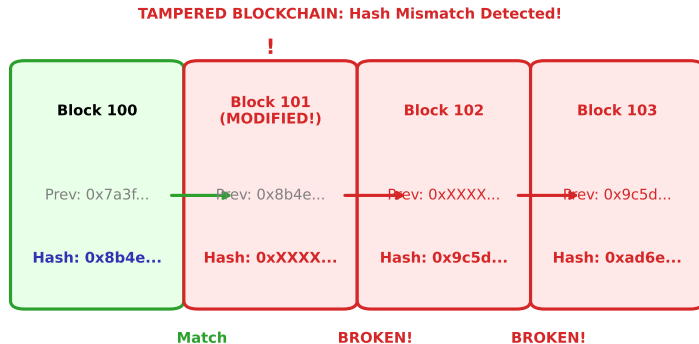 TAMPERED BLOCKCHAIN: Hash Mismatch Detected!
!
Block 100
Prev: 0x7a3f...
Hash: 0x8b4e...
Block 101
(MODIFIED!)
Prev: 0x8b4e...
Hash: 0xXXXX...
Block 102
Prev: 0xXXXX...
Hash: 0x9c5d...
Block 103
Prev: 0x9c5d...
Hash: 0xad6e...
Match
BROKEN!
BROKEN!